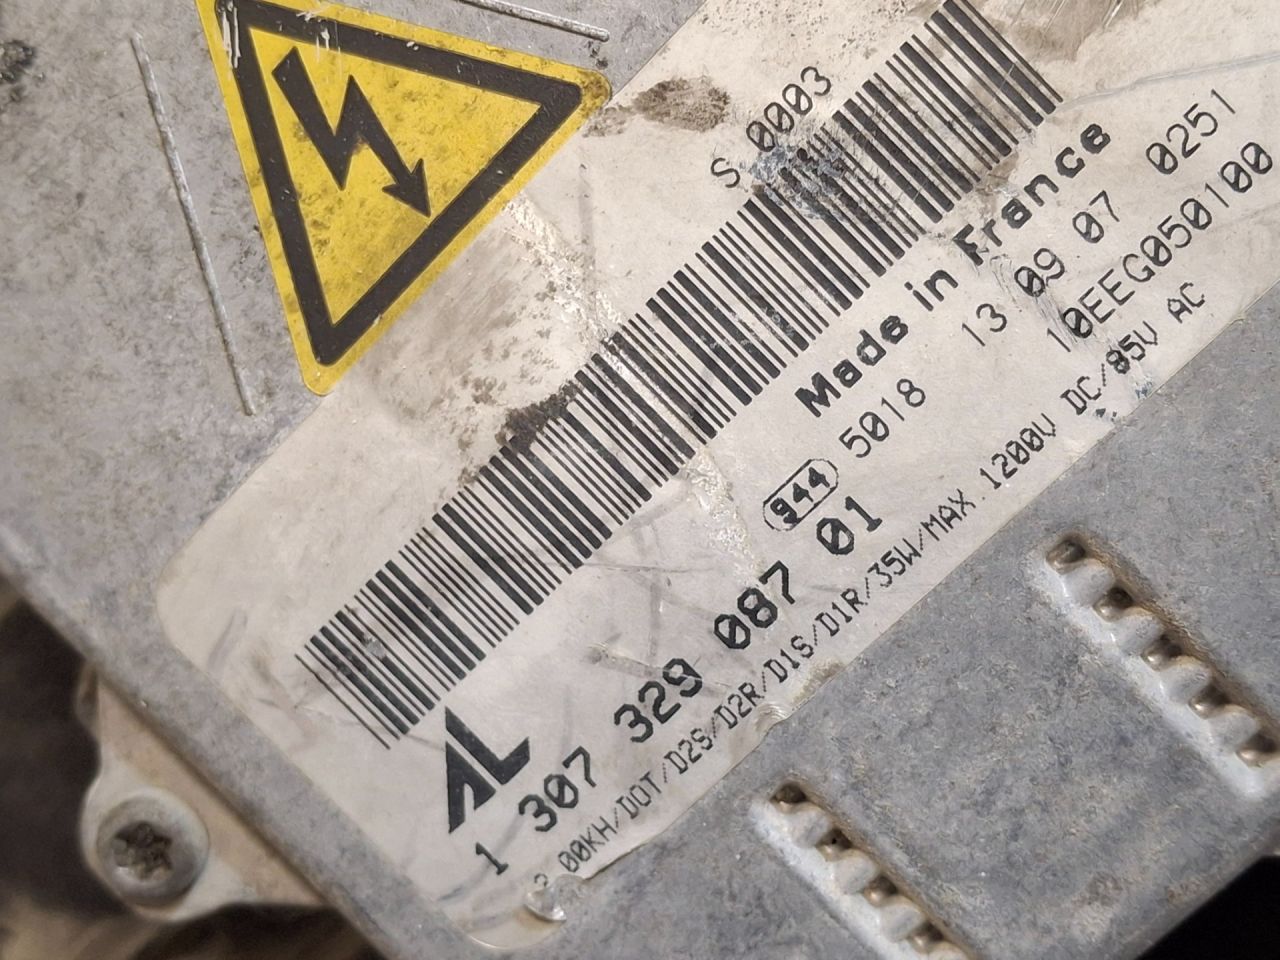 S 0003
Made in France
5018 13 09 07 0251
944 10EEG050100
AL
1 307 329 087 01
.00KH/DOT/D2S/D2R/D1S/D1R/35W/MAX.1200V DC/85V AC